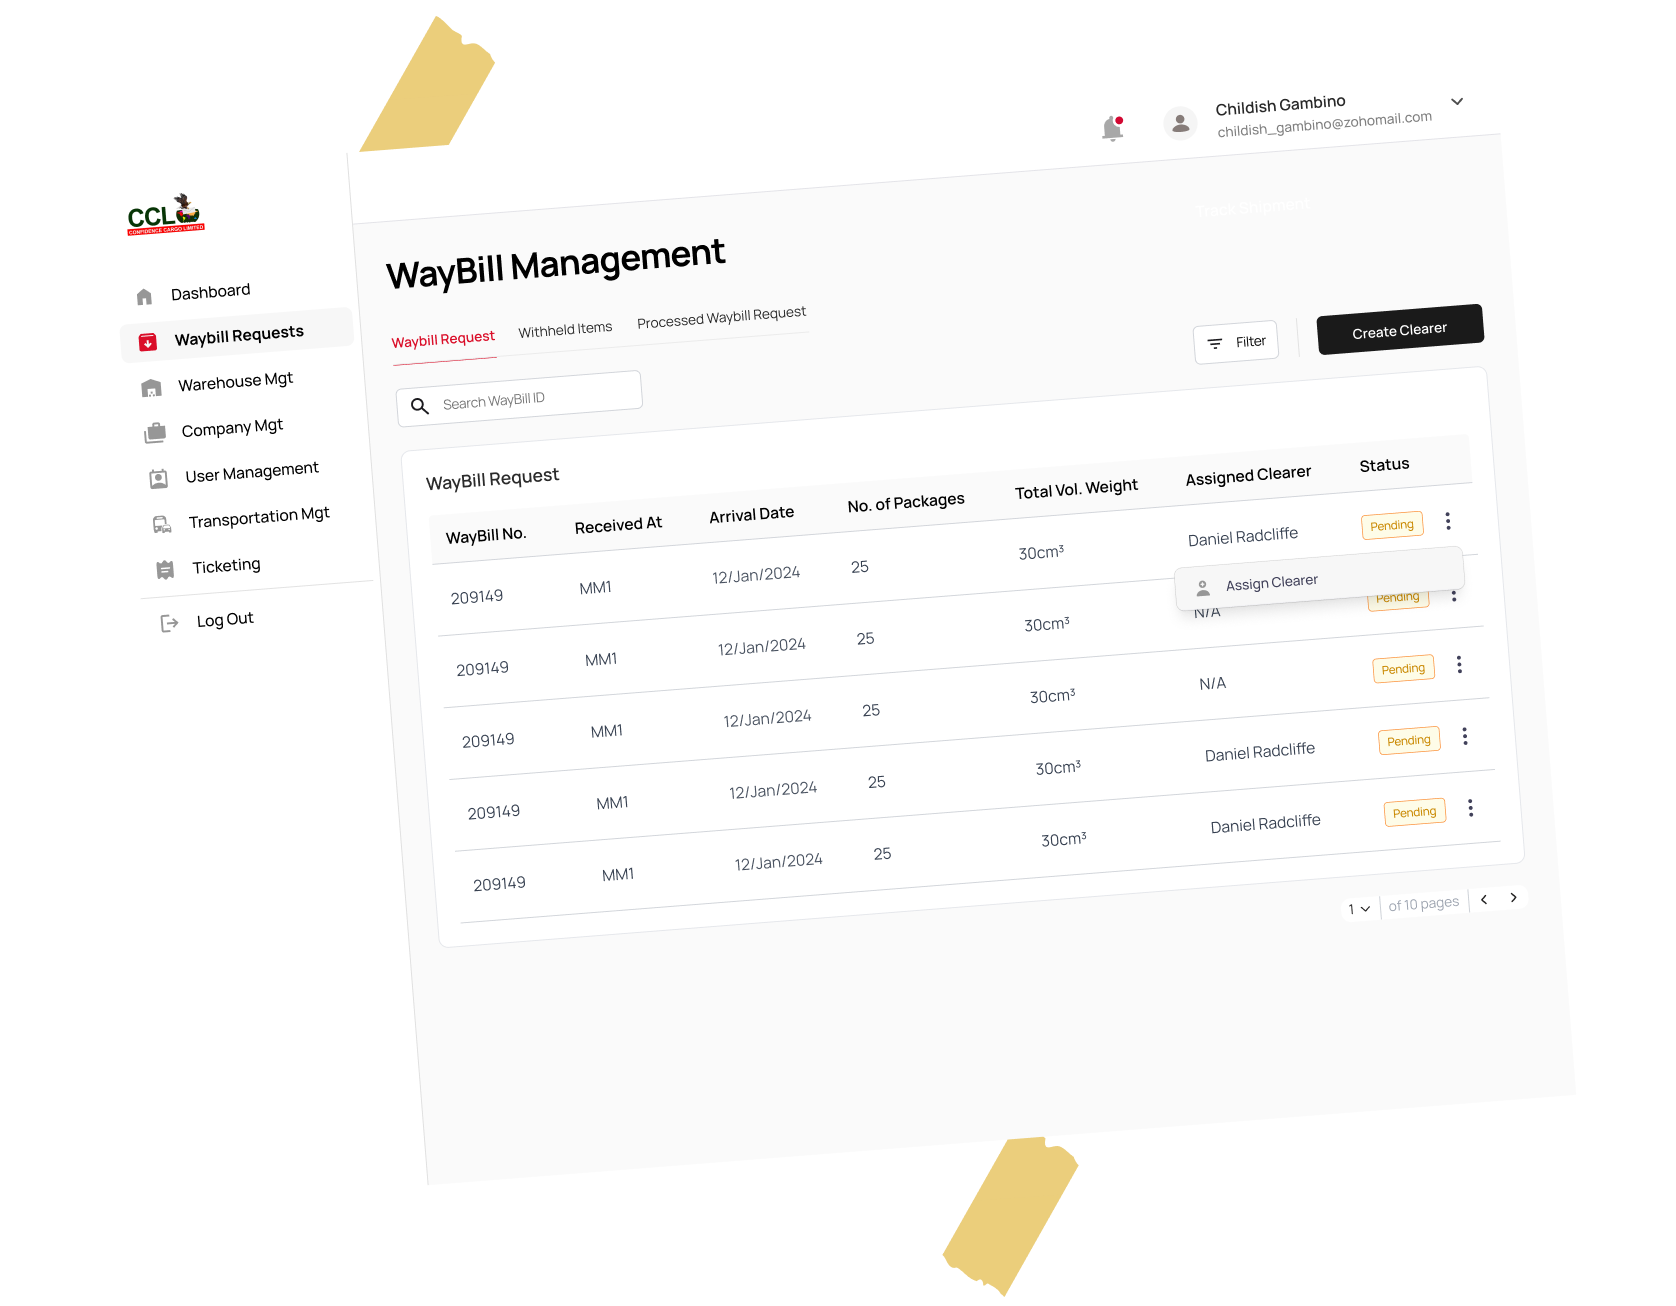 Childish Gambino
childish_gambino@zohomail.com
CCL
CONFIDENCE CARGO LIMITED
Dashboard
Waybill Requests
Warehouse Mgt
Company Mgt
User Management
Transportation Mgt
Ticketing
Log Out
Track Shipment
WayBill Management
Waybill Request Withheld Items Processed Waybill Request
Filter Create Clearer
Search WayBill ID
WayBill Request
WayBill No. Received At Arrival Date No. of Packages Total Vol. Weight Assigned Clearer Status
209149 MM1 12/Jan/2024 25 30cm³ Daniel Radcliffe Pending
Assign Clearer
209149 MM1 12/Jan/2024 25 30cm³ N/A Pending
209149 MM1 12/Jan/2024 25 30cm³ N/A Pending
209149 MM1 12/Jan/2024 25 30cm³ Daniel Radcliffe Pending
209149 MM1 12/Jan/2024 25 30cm³ Daniel Radcliffe Pending
1 of 10 pages